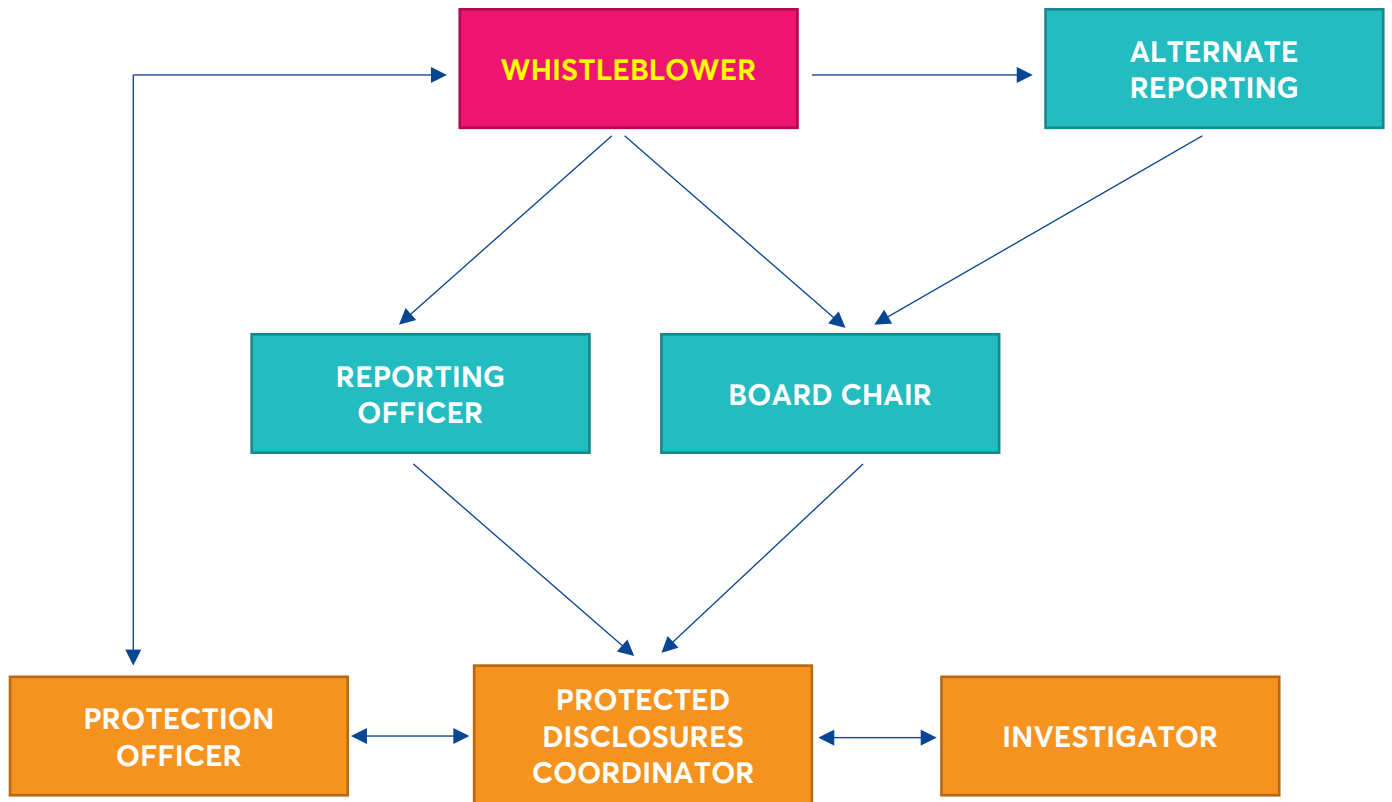 WHISTLEBLOWER
ALTERNATE
REPORTING
REPORTING
OFFICER
BOARD CHAIR
PROTECTION
OFFICER
PROTECTED
DISCLOSURES
COORDINATOR
INVESTIGATOR